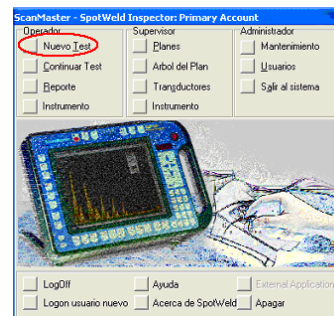 ScanMaster - SpotWeld Inspector: Primary Account
Operador
Nuevo Test
Continuar Test
Reporte
Instrumento
Supervisor
Planes
Arbol del Plan
Transductores
Instrumento
Administrador
Mantenimiento
Usuarios
Salir al sistema
LogOff
Logon usuario nuevo
Ayuda
Acerca de SpotWeld
External Application
Apagar